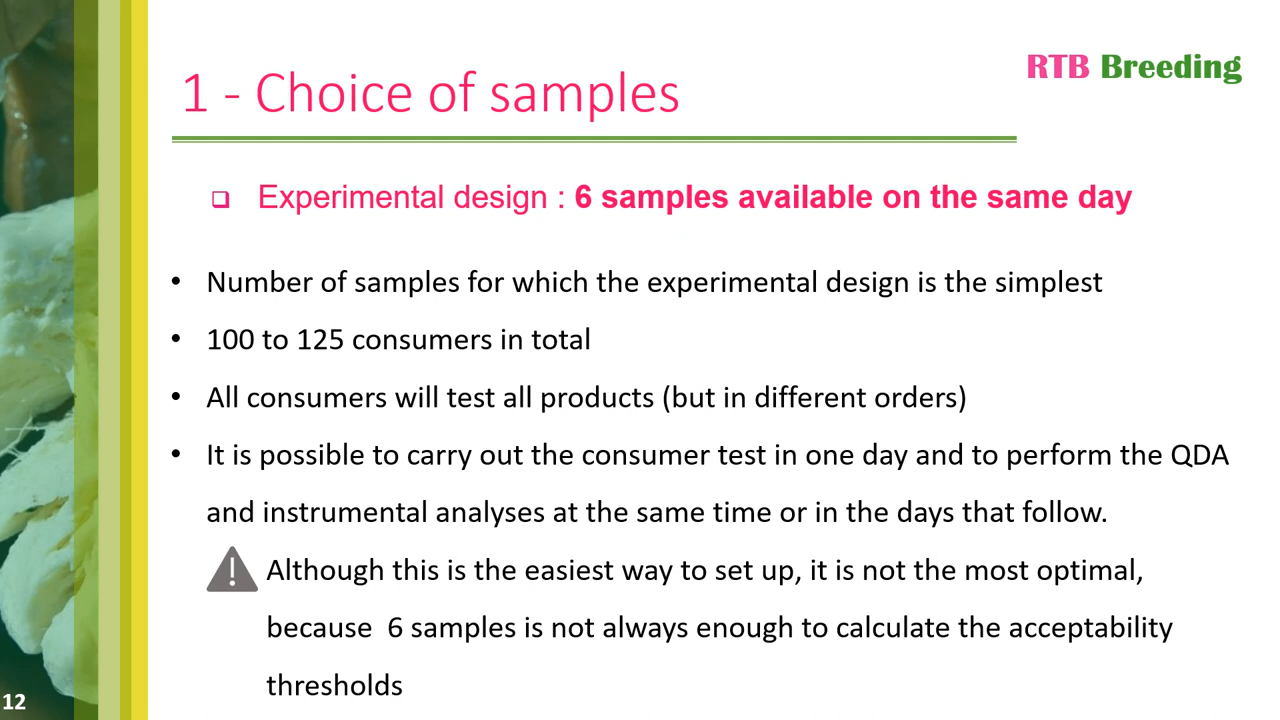 RTB Breeding
1 - Choice of samples
❑ Experimental design : 6 samples available on the same day
• Number of samples for which the experimental design is the simplest
• 100 to 125 consumers in total
• All consumers will test all products (but in different orders)
• It is possible to carry out the consumer test in one day and to perform the QDA
and instrumental analyses at the same time or in the days that follow.
Although this is the easiest way to set up, it is not the most optimal,
because  6 samples is not always enough to calculate the acceptability
thresholds
12